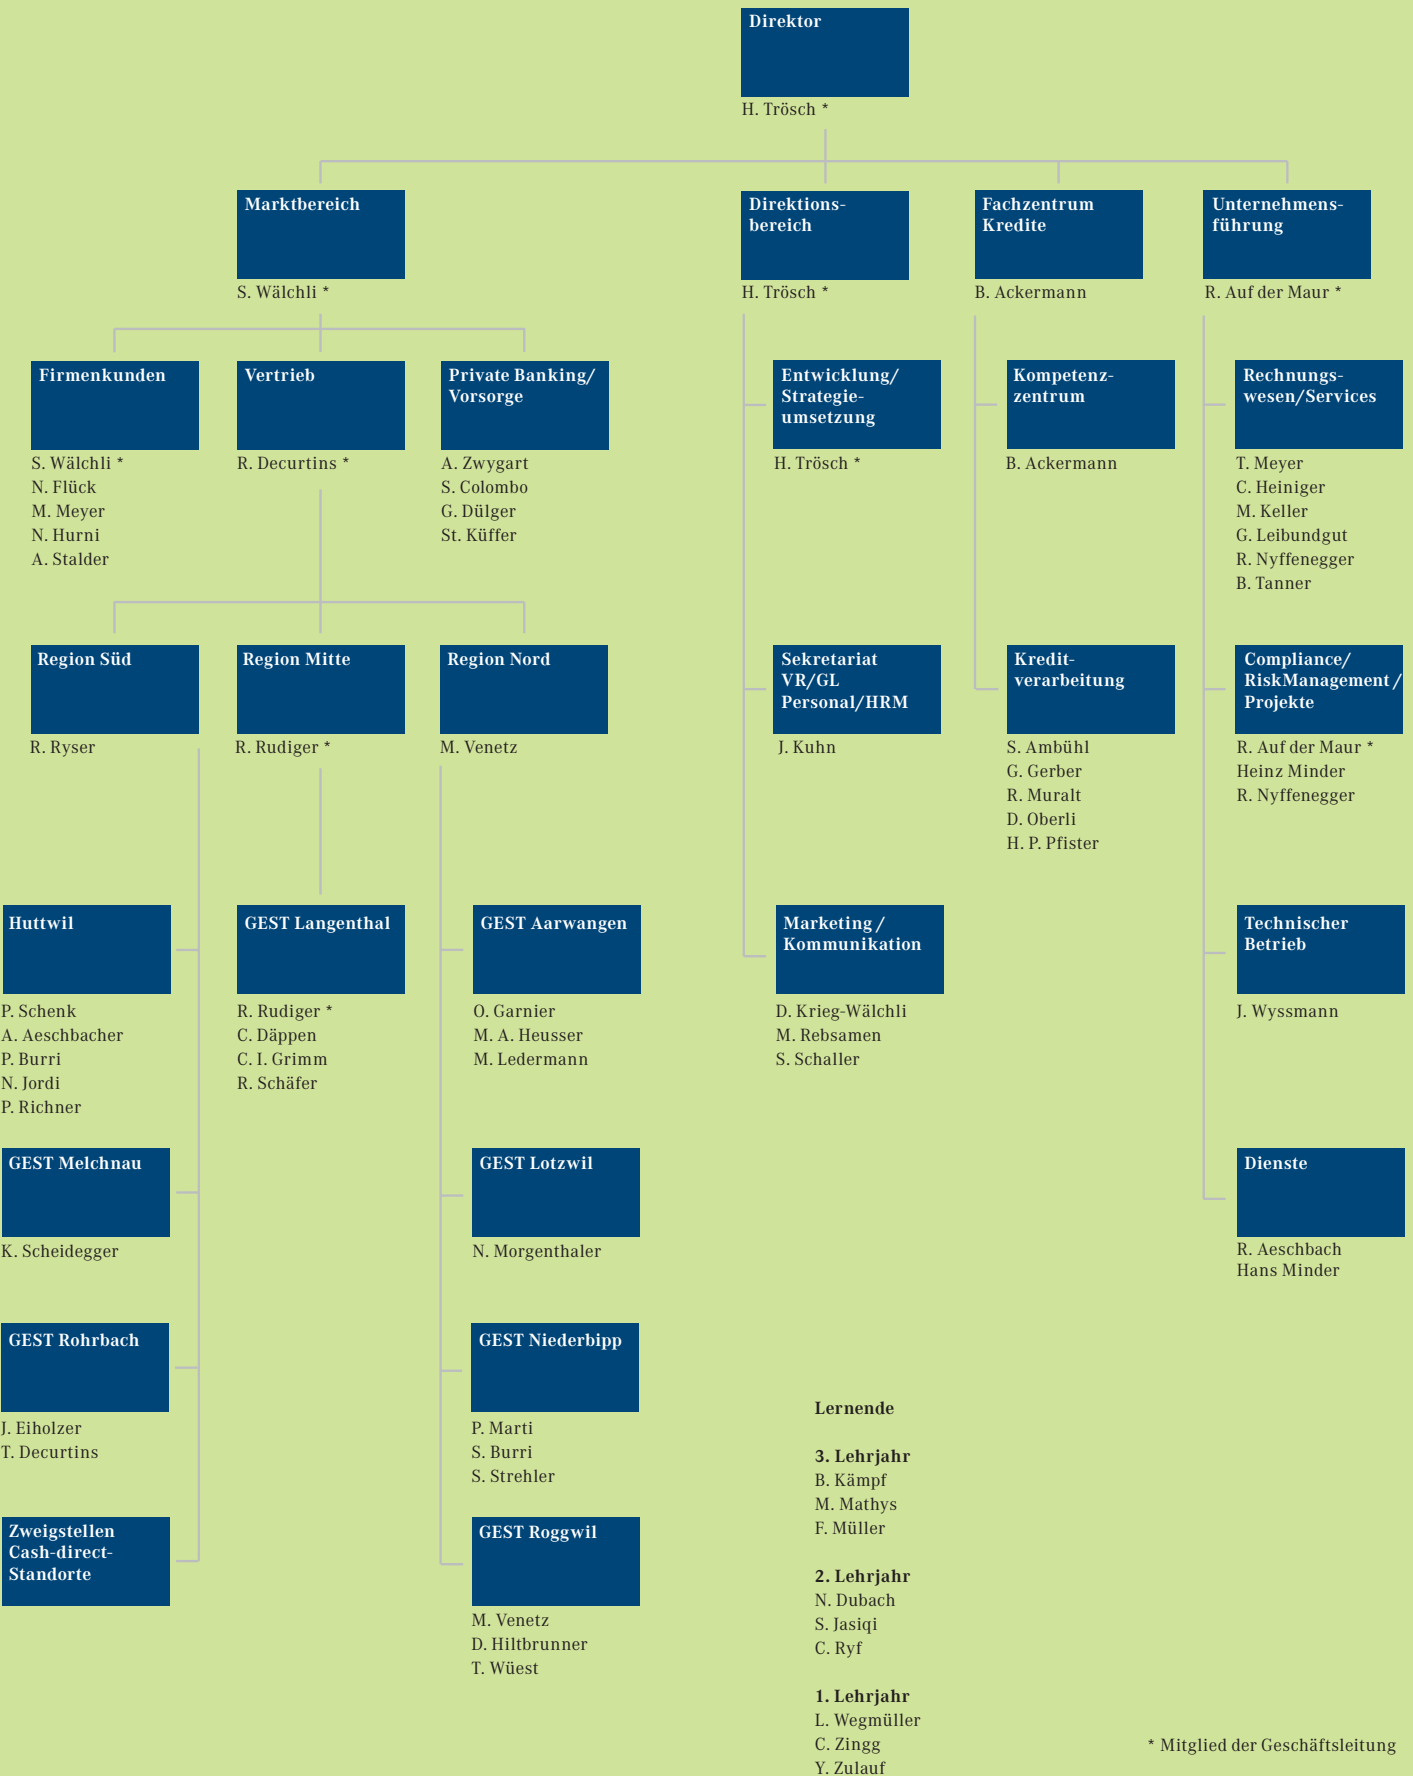 Direktor
H. Trösch *
Marktbereich
S. Wälchli *
Direktions-
bereich
H. Trösch *
Fachzentrum
Kredite
B. Ackermann
Unternehmens-
führung
R. Auf der Maur *
Firmenkunden
S. Wälchli *
N. Flück
M. Meyer
N. Hurni
A. Stalder
Vertrieb
R. Decurtins *
Private Banking/
Vorsorge
A. Zwygart
S. Colombo
G. Dülger
St. Küffer
Entwicklung/
Strategie-
umsetzung
H. Trösch *
Kompetenz-
zentrum
B. Ackermann
Rechnungs-
wesen/Services
T. Meyer
C. Heiniger
M. Keller
G. Leibundgut
R. Nyffenegger
B. Tanner
Region Süd
R. Ryser
Region Mitte
R. Rudiger *
Region Nord
M. Venetz
Sekretariat
VR/GL
Personal/HRM
J. Kuhn
Kredit-
verarbeitung
S. Ambühl
G. Gerber
R. Muralt
D. Oberli
H. P. Pfister
Compliance/
RiskManagement/
Projekte
R. Auf der Maur *
Heinz Minder
R. Nyffenegger
Huttwil
P. Schenk
A. Aeschbacher
P. Burri
N. Jordi
P. Richner
GEST Langenthal
R. Rudiger *
C. Däppen
C. I. Grimm
R. Schäfer
GEST Aarwangen
O. Garnier
M. A. Heusser
M. Ledermann
Marketing /
Kommunikation
D. Krieg-Wälchli
M. Rebsamen
S. Schaller
Technischer
Betrieb
J. Wyssmann
GEST Melchnau
K. Scheidegger
GEST Lotzwil
N. Morgenthaler
Dienste
R. Aeschbach
Hans Minder
GEST Rohrbach
J. Eiholzer
T. Decurtins
GEST Niederbipp
P. Marti
S. Burri
S. Strehler
Zweigstellen
Cash-direct-
Standorte
GEST Roggwil
M. Venetz
D. Hiltbrunner
T. Wüest
Lernende
3. Lehrjahr
B. Kämpf
M. Mathys
F. Müller
2. Lehrjahr
N. Dubach
S. Jasiqi
C. Ryf
1. Lehrjahr
L. Wegmüller
C. Zingg
Y. Zulauf
* Mitglied der Geschäftsleitung